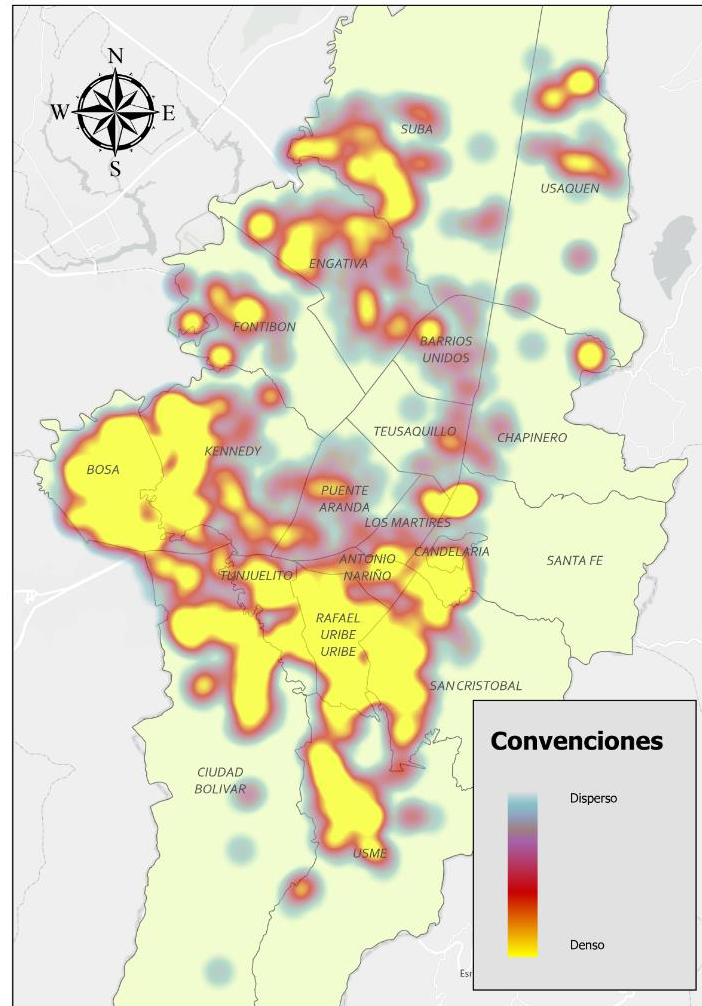 N
W
E
S
SUBA
USAQUEN
ENGATIVA
FONTIBON
BARRIOS
UNIDOS
TEUSAQUILLO
CHAPINERO
KENNEDY
BOSA
PUENTE
ARANDA
LOS MARTIRES
CANDELARIA
ANTONIO
NARIÑO
SANTA FE
TUNJUELITO
RAFAEL
URIBE
URIBE
SAN CRISTOBAL
CIUDAD
BOLIVAR
USME
Convenciones
Disperso
Denso